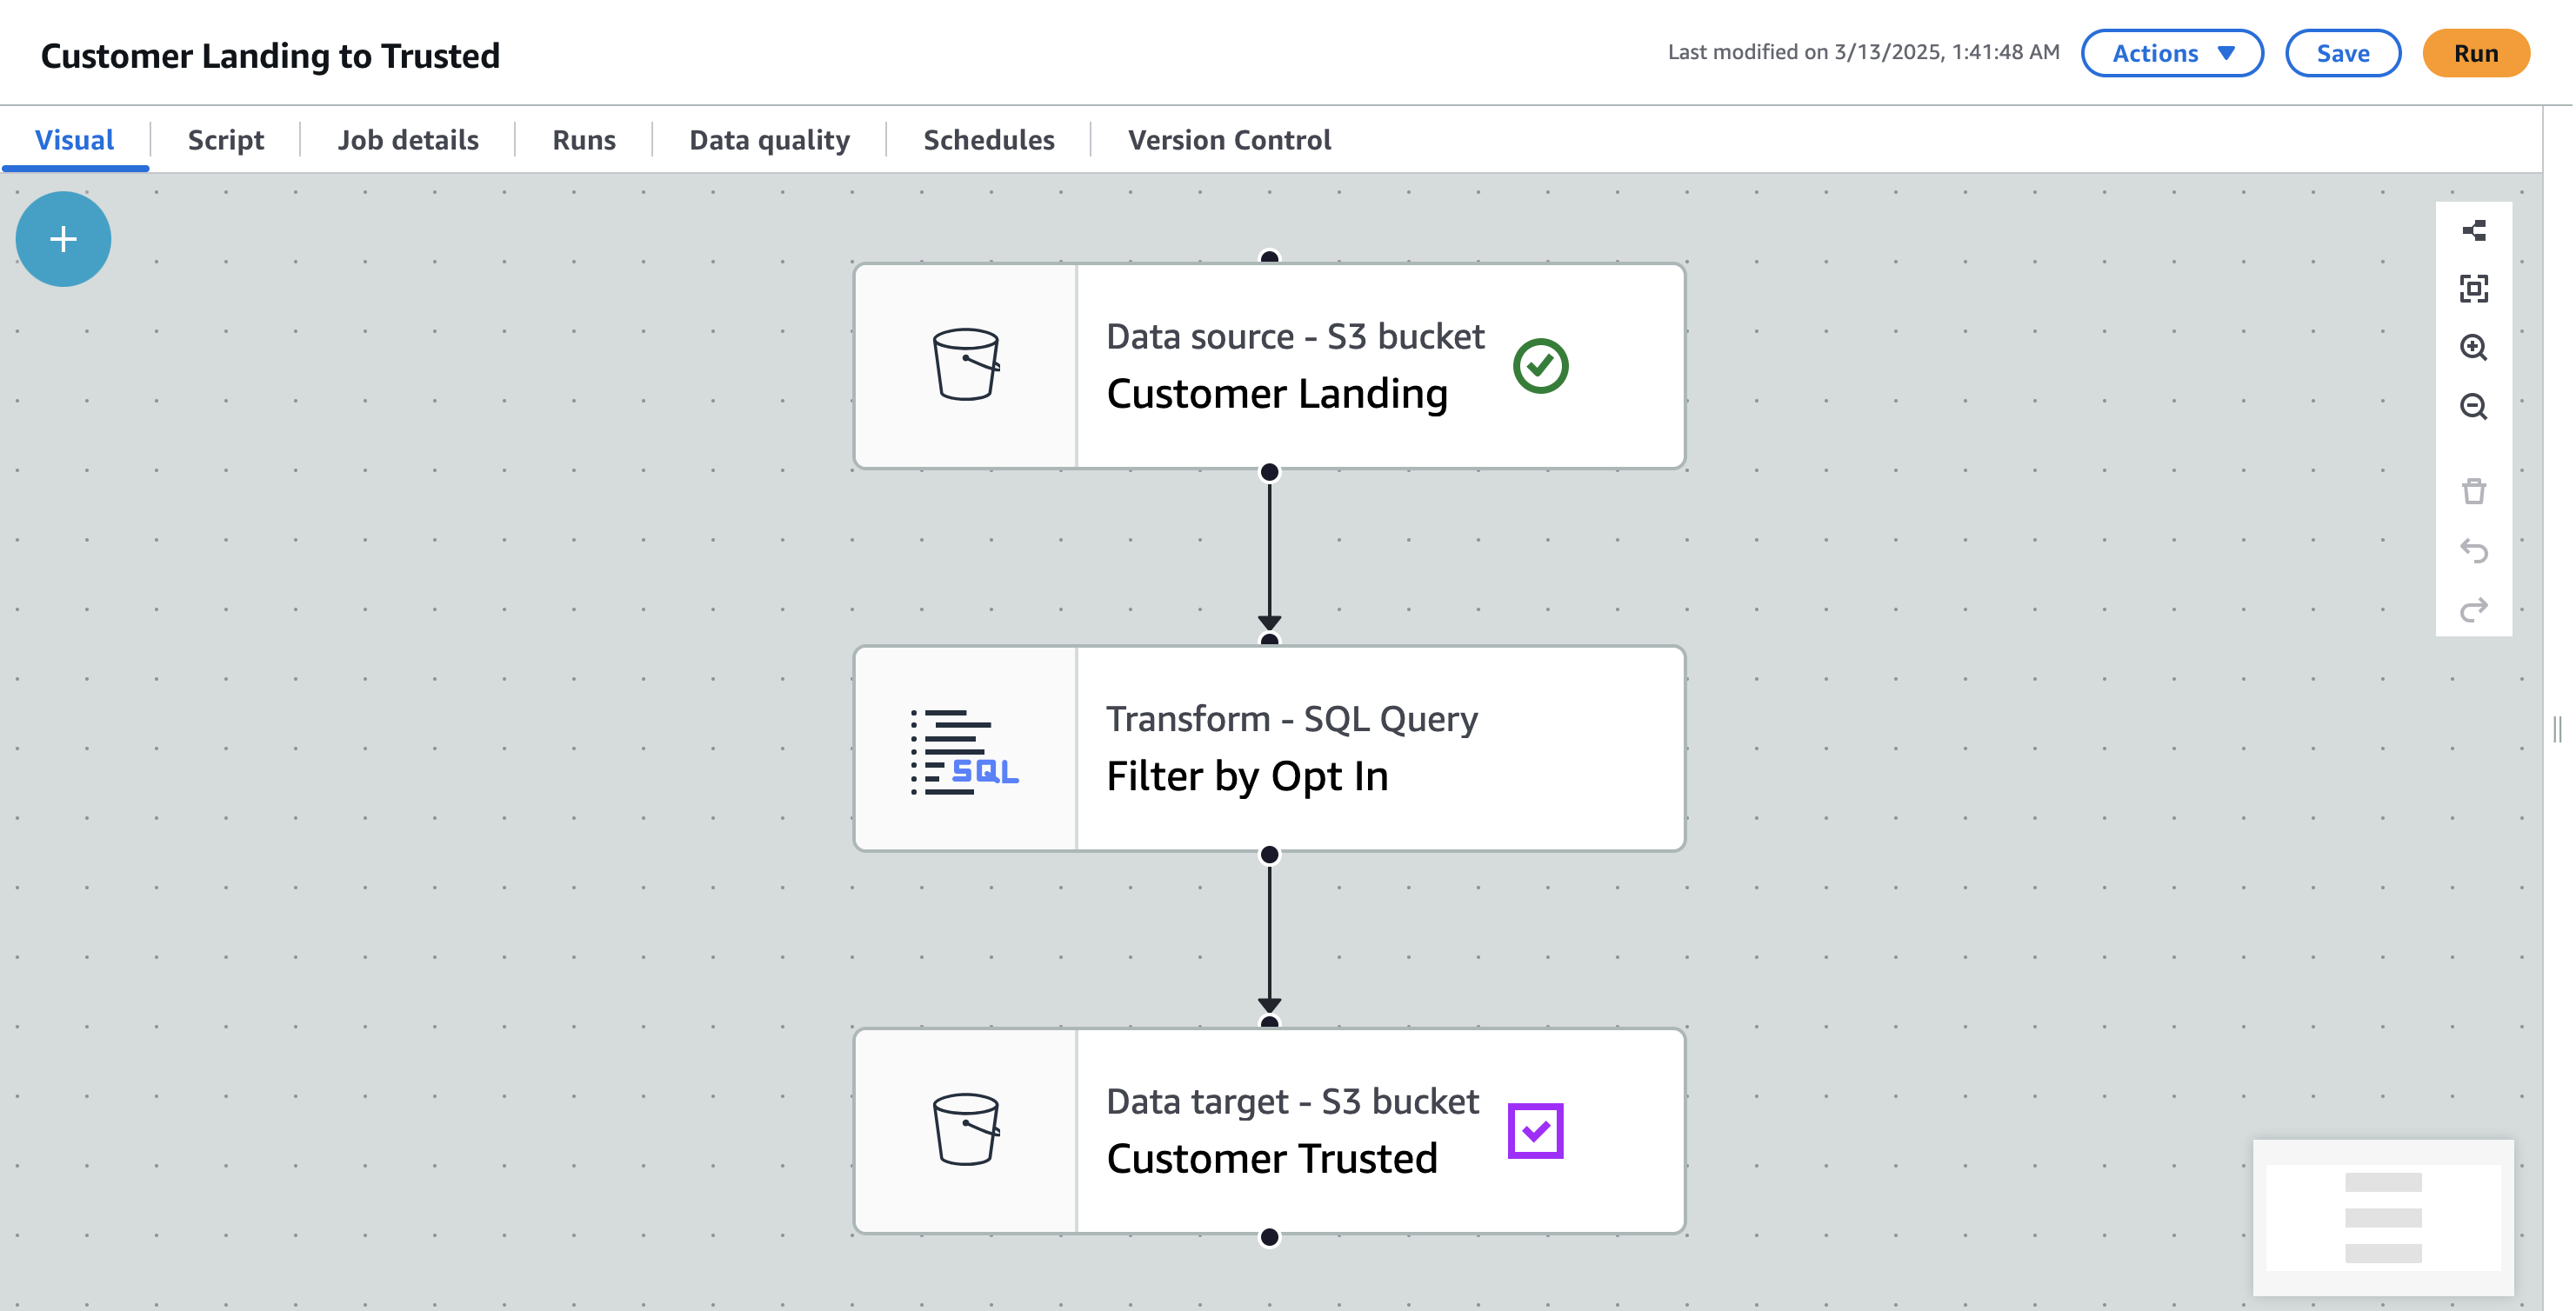 Customer Landing to Trusted
Last modified on 3/13/2025, 1:41:48 AM
Actions
Save
Run
Visual
Script
Job details
Runs
Data quality
Schedules
Version Control
Data source - S3 bucket
Customer Landing
Transform - SQL Query
Filter by Opt In
SQL
Data target - S3 bucket
Customer Trusted